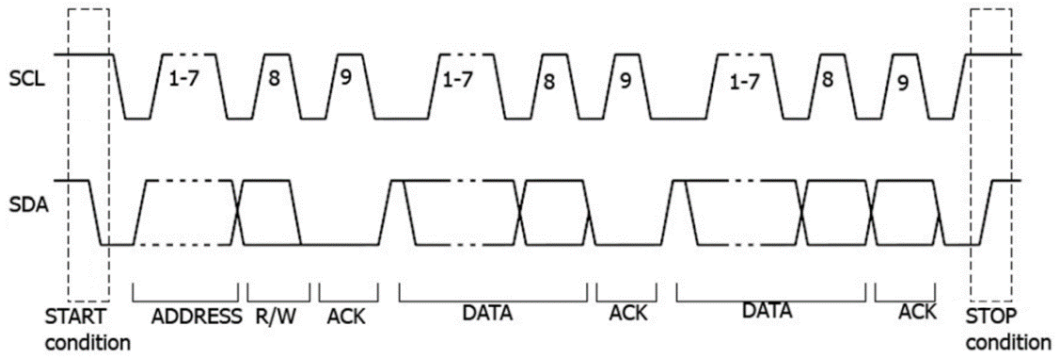 SCL 1-7 8 9 1-7 8 9 1-7 8 9
SDA
START ADDRESS R/W ACK DATA ACK DATA ACK STOP
condition condition